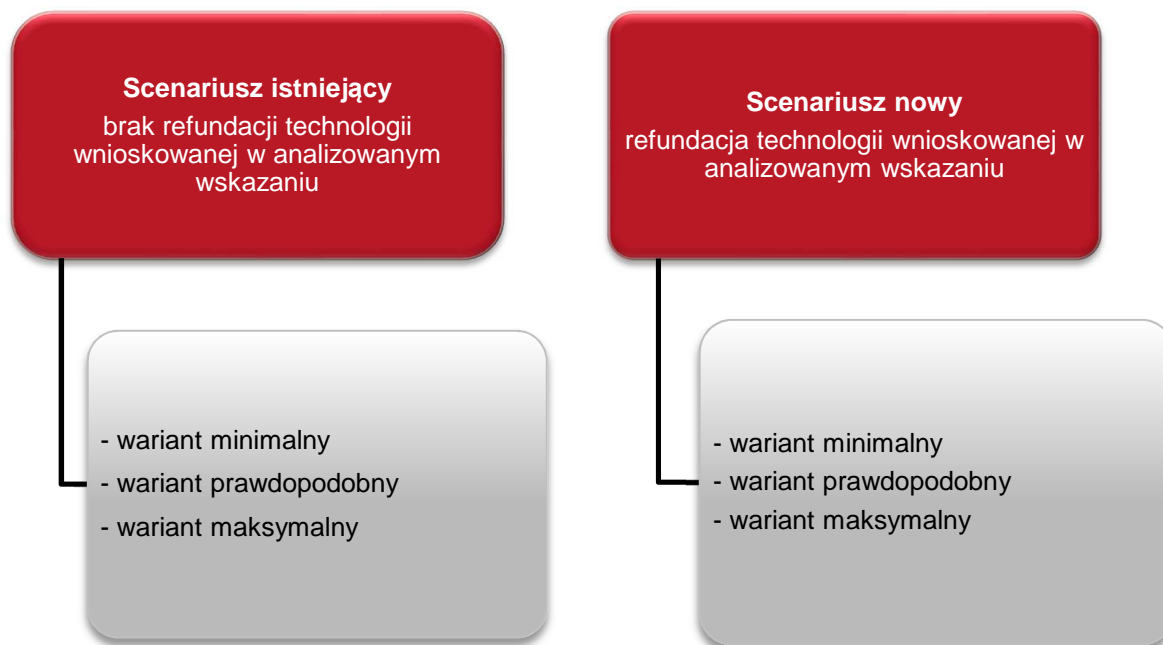 Scenariusz istniejący
brak refundacji technologii
wnioskowanej w analizowanym
wskazaniu
- wariant minimalny
- wariant prawdopodobny
- wariant maksymalny
Scenariusz nowy
refundacja technologii wnioskowanej w
analizowanym wskazaniu
- wariant minimalny
- wariant prawdopodobny
- wariant maksymalny